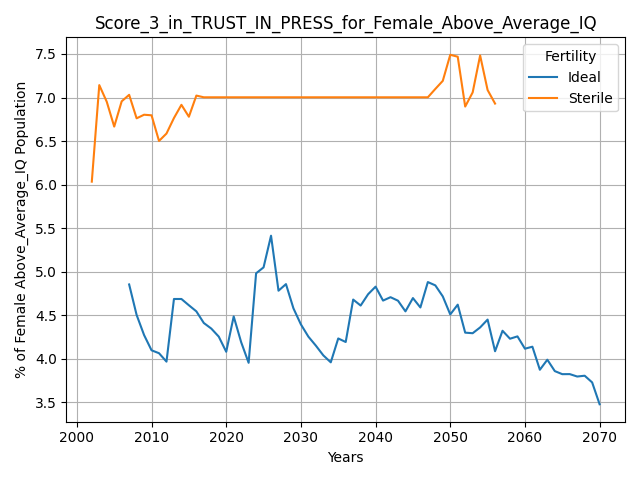 Score_3_in_TRUST_IN_PRESS_for_Female_Above_Average_IQ
% of Female Above_Average_IQ Population
7.5
7.0
6.5
6.0
5.5
5.0
4.5
4.0
3.5
Fertility
Ideal
Sterile
2000 2010 2020 2030 2040 2050 2060 2070
Years